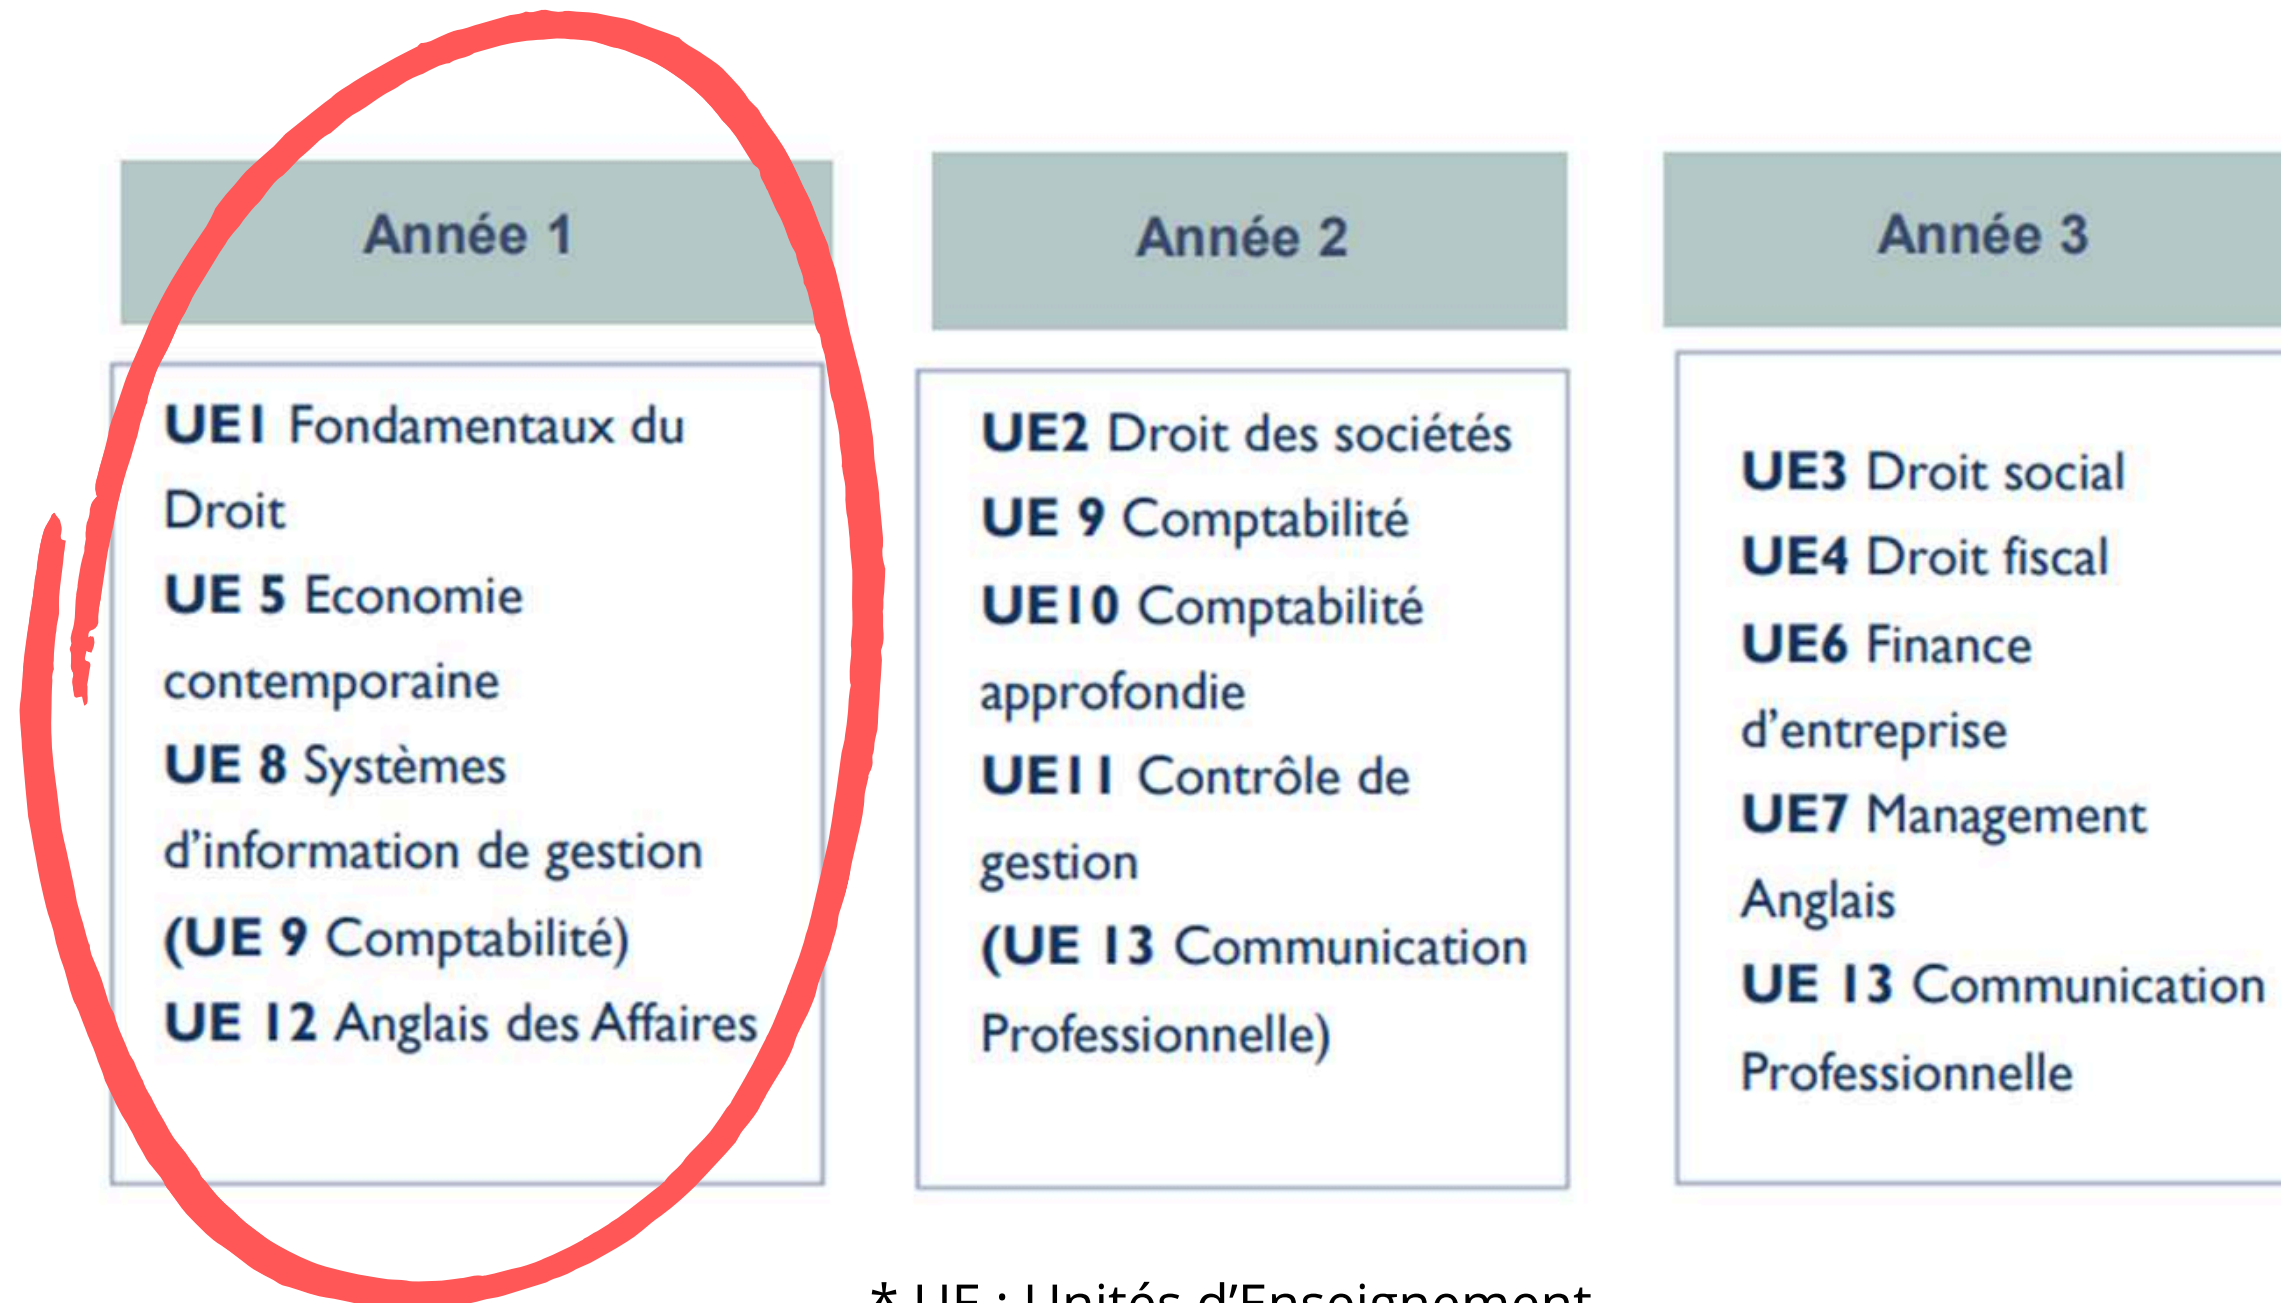 Année 1
UE1 Fondamentaux du
Droit
UE 5 Economie
contemporaine
UE 8 Systèmes
d'information de gestion
(UE 9 Comptabilité)
UE 12 Anglais des Affaires
Année 2
UE2 Droit des sociétés
UE 9 Comptabilité
UE10 Comptabilité
approfondie
UE11 Contrôle de
gestion
(UE 13 Communication
Professionnelle)
Année 3
UE3 Droit social
UE4 Droit fiscal
UE6 Finance
d'entreprise
UE7 Management
Anglais
UE 13 Communication
Professionnelle
* UE : Unités d’Enseignement